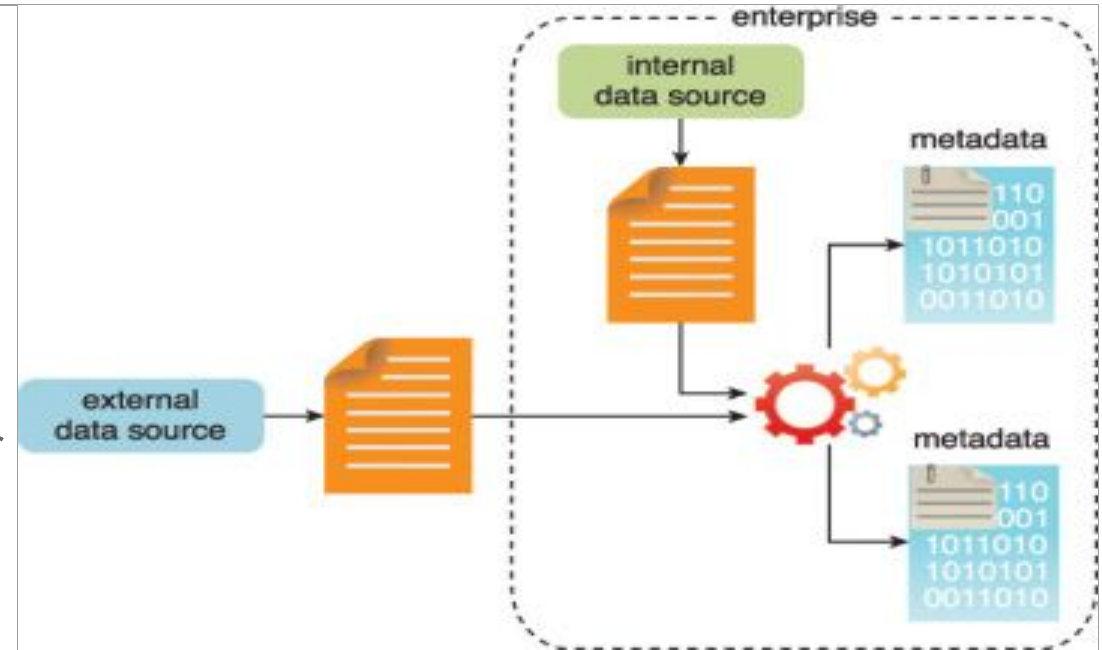 enterprise
internal
data source
metadata
110
001
1011010
1010101
0011010
external
data source
metadata
110
001
1011010
1010101
0011010